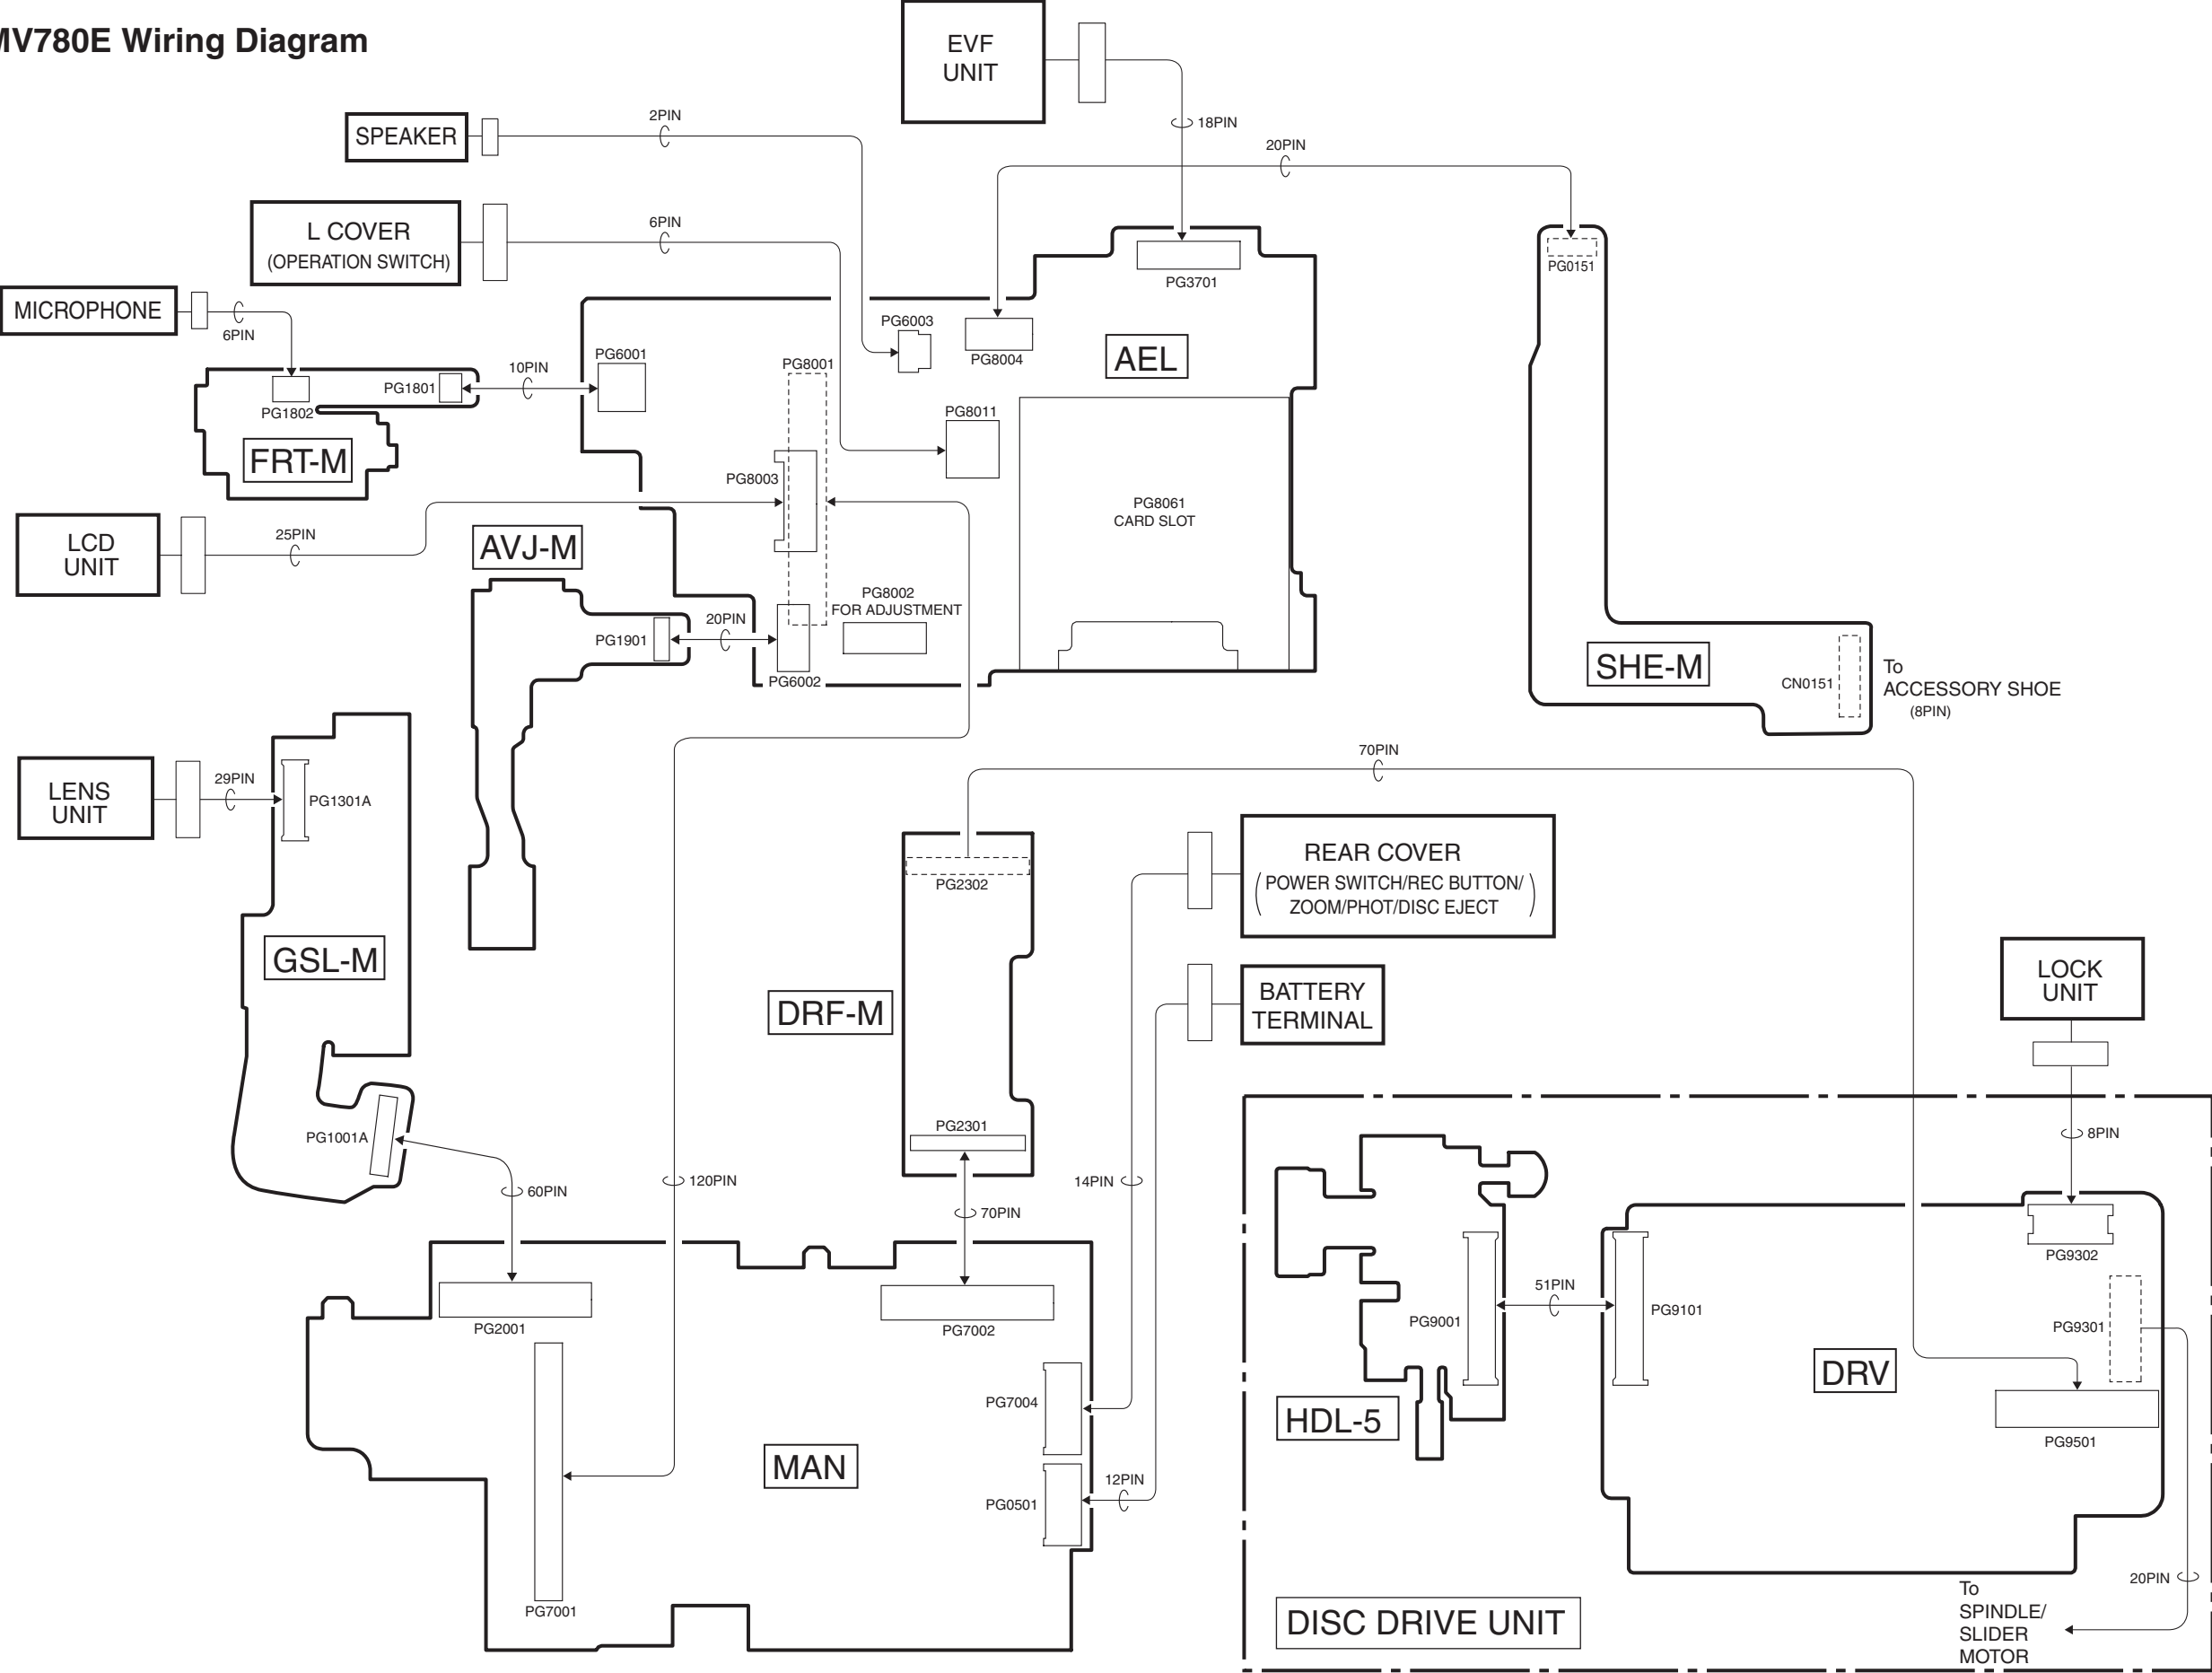 MV780E Wiring Diagram
EVF
UNIT
18PIN
SPEAKER
2PIN
20PIN
L COVER
(OPERATION SWITCH)
6PIN
MICROPHONE
6PIN
PG3701
PG0151
PG6003
PG8004
AEL
PG6001
PG8001
10PIN
PG1801
PG1802
FRT-M
PG8011
PG8003
PG8061
CARD SLOT
LCD
UNIT
25PIN
AVJ-M
PG8002
FOR ADJUSTMENT
PG1901
20PIN
PG6002
SHE-M
CN0151
To
ACCESSORY SHOE
(8PIN)
LENS
UNIT
29PIN
PG1301A
70PIN
REAR COVER
POWER SWITCH/REC BUTTON/
ZOOM/PHOT/DISC EJECT
PG2302
GSL-M
DRF-M
BATTERY
TERMINAL
LOCK
UNIT
PG1001A
PG2301
8PIN
60PIN
120PIN
14PIN
70PIN
PG9302
51PIN
PG9001
PG9101
PG9301
PG2001
PG7002
DRV
PG7004
HDL-5
PG9501
MAN
12PIN
PG0501
20PIN
PG7001
DISC DRIVE UNIT
To
SPINDLE/
SLIDER
MOTOR